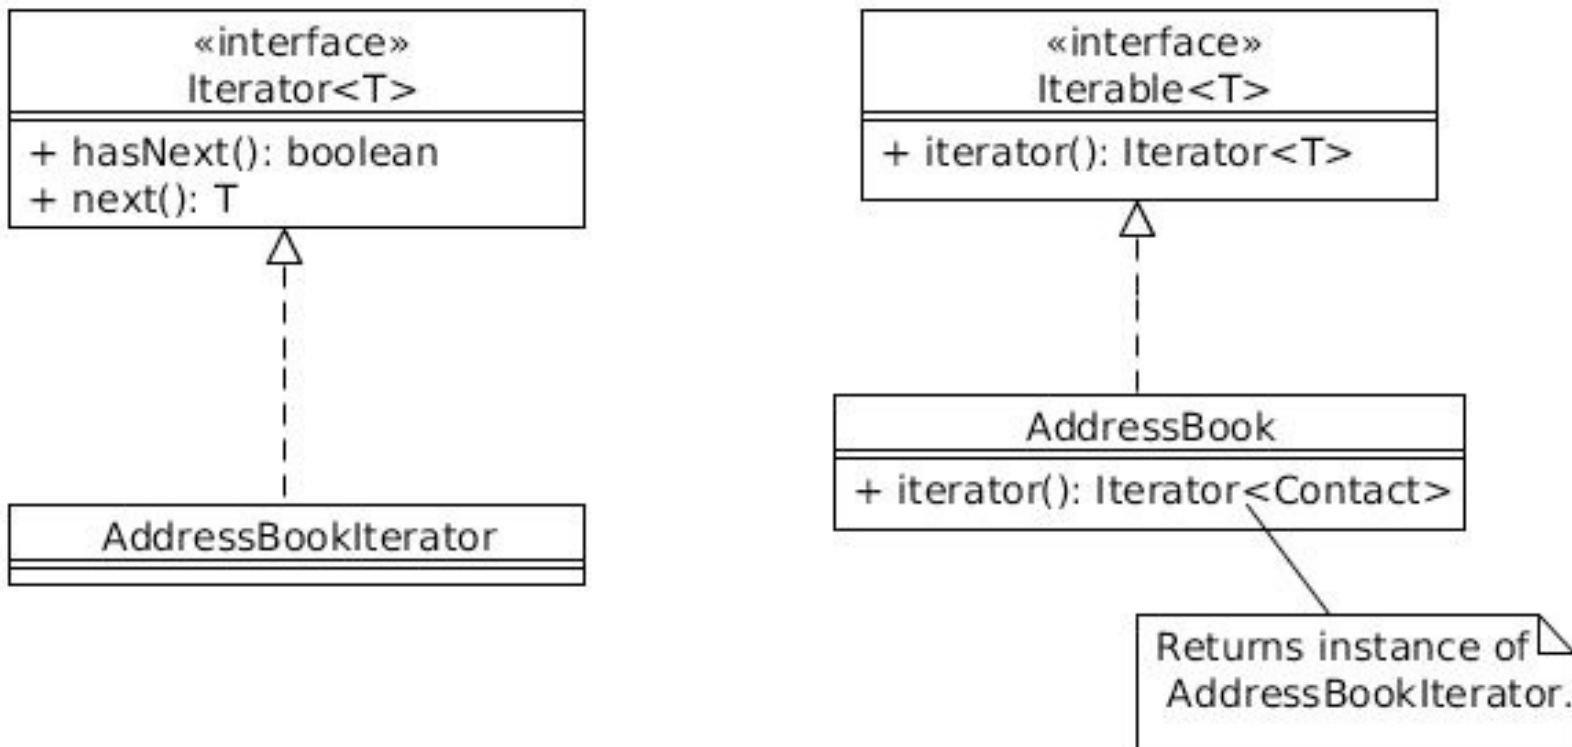 «interface»
Iterator<T>
+ hasNext(): boolean
+ next(): T
AddressBookIterator
«interface»
Iterable<T>
+ iterator(): Iterator<T>
AddressBook
+ iterator(): Iterator<Contact>
Returns instance of
AddressBookIterator.